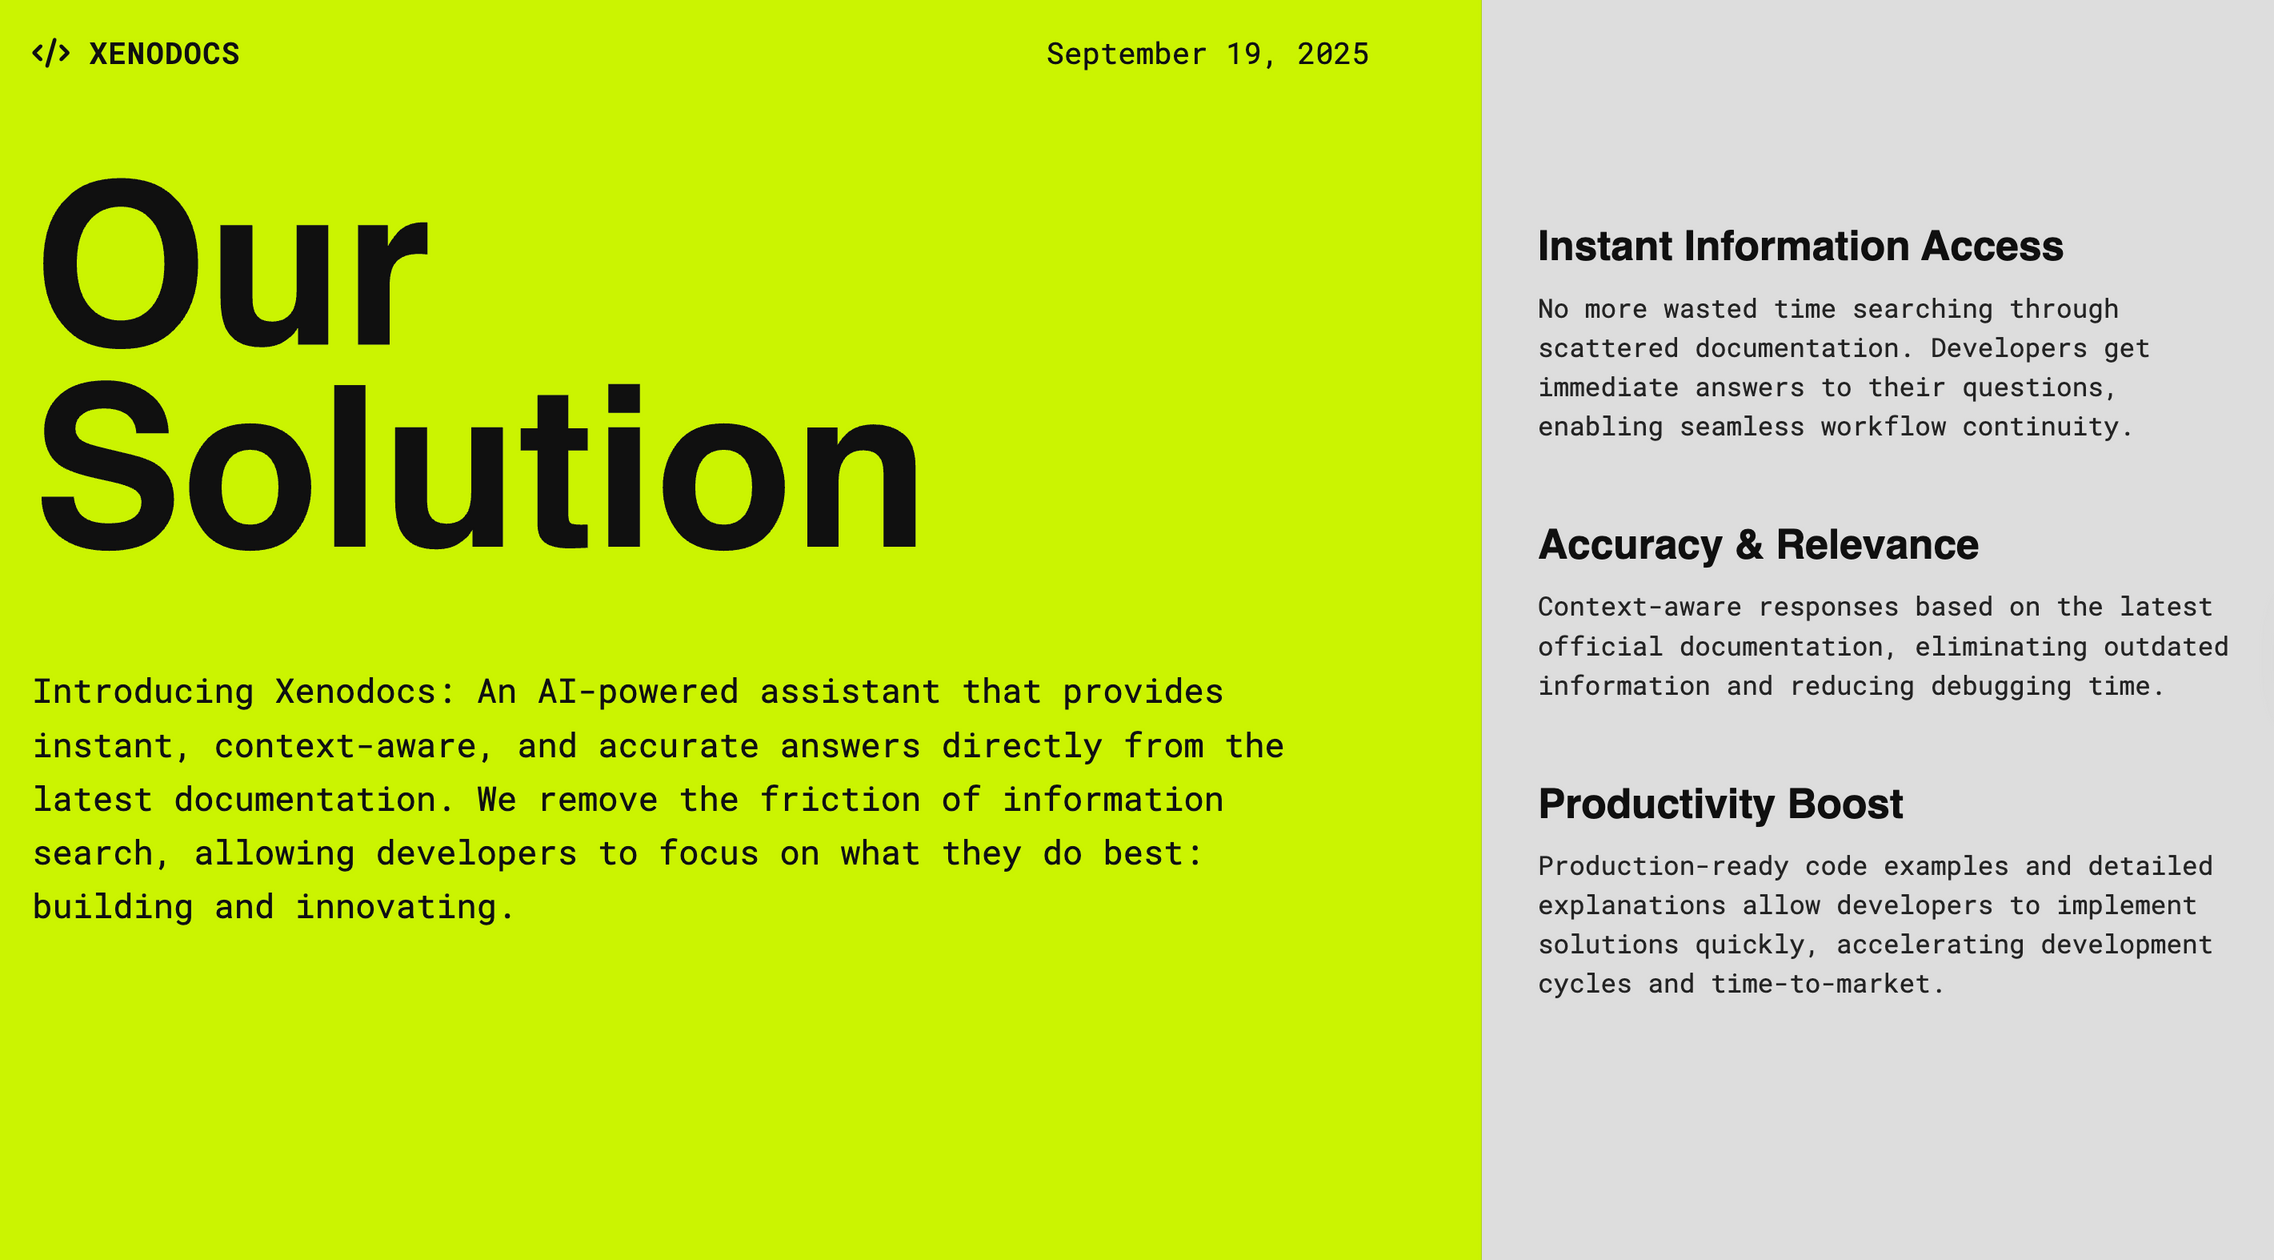 </> XENODOCS
September 19, 2025
Our
Solution
Introducing Xenodocs: An AI-powered assistant that provides
instant, context-aware, and accurate answers directly from the
latest documentation. We remove the friction of information
search, allowing developers to focus on what they do best:
building and innovating.
Instant Information Access
No more wasted time searching through
scattered documentation. Developers get
immediate answers to their questions,
enabling seamless workflow continuity.
Accuracy & Relevance
Context-aware responses based on the latest
official documentation, eliminating outdated
information and reducing debugging time.
Productivity Boost
Production-ready code examples and detailed
explanations allow developers to implement
solutions quickly, accelerating development
cycles and time-to-market.